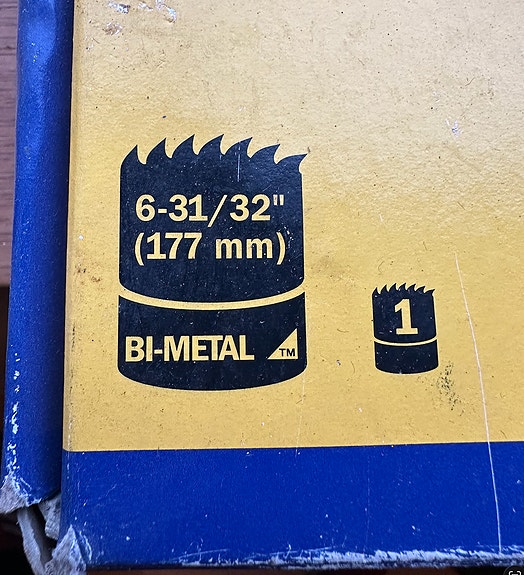 6-31/32"
(177 mm)
BI-METAL ™
1